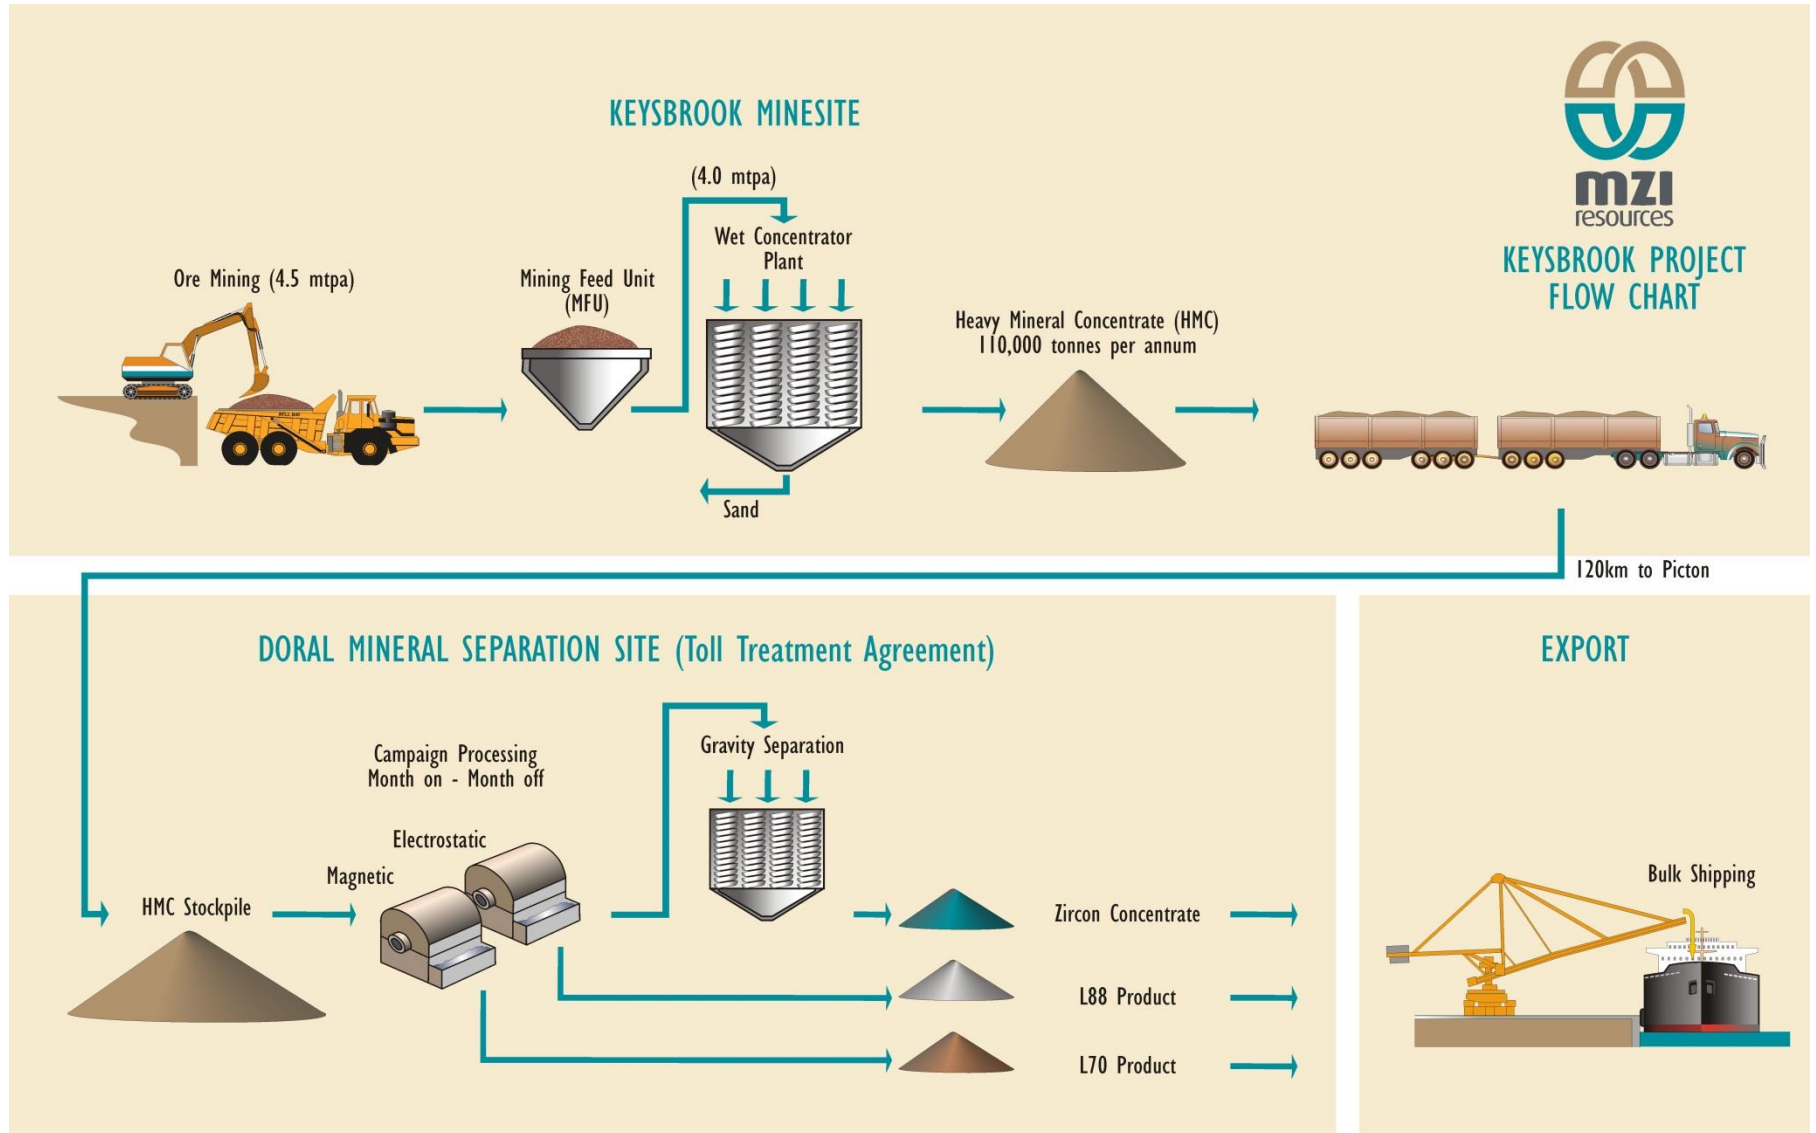 KEYSBROOK MINESITE
mzi
resources
KEYSBROOK PROJECT
FLOW CHART
Ore Mining (4.5 mtpa)
Mining Feed Unit
(MFU)
(4.0 mtpa)
Wet Concentrator
Plant
Sand
Heavy Mineral Concentrate (HMC)
110,000 tonnes per annum
120km to Picton
DORAL MINERAL SEPARATION SITE (Toll Treatment Agreement)
HMC Stockpile
Campaign Processing
Month on - Month off
Magnetic
Electrostatic
Gravity Separation
Zircon Concentrate
L88 Product
L70 Product
EXPORT
Bulk Shipping